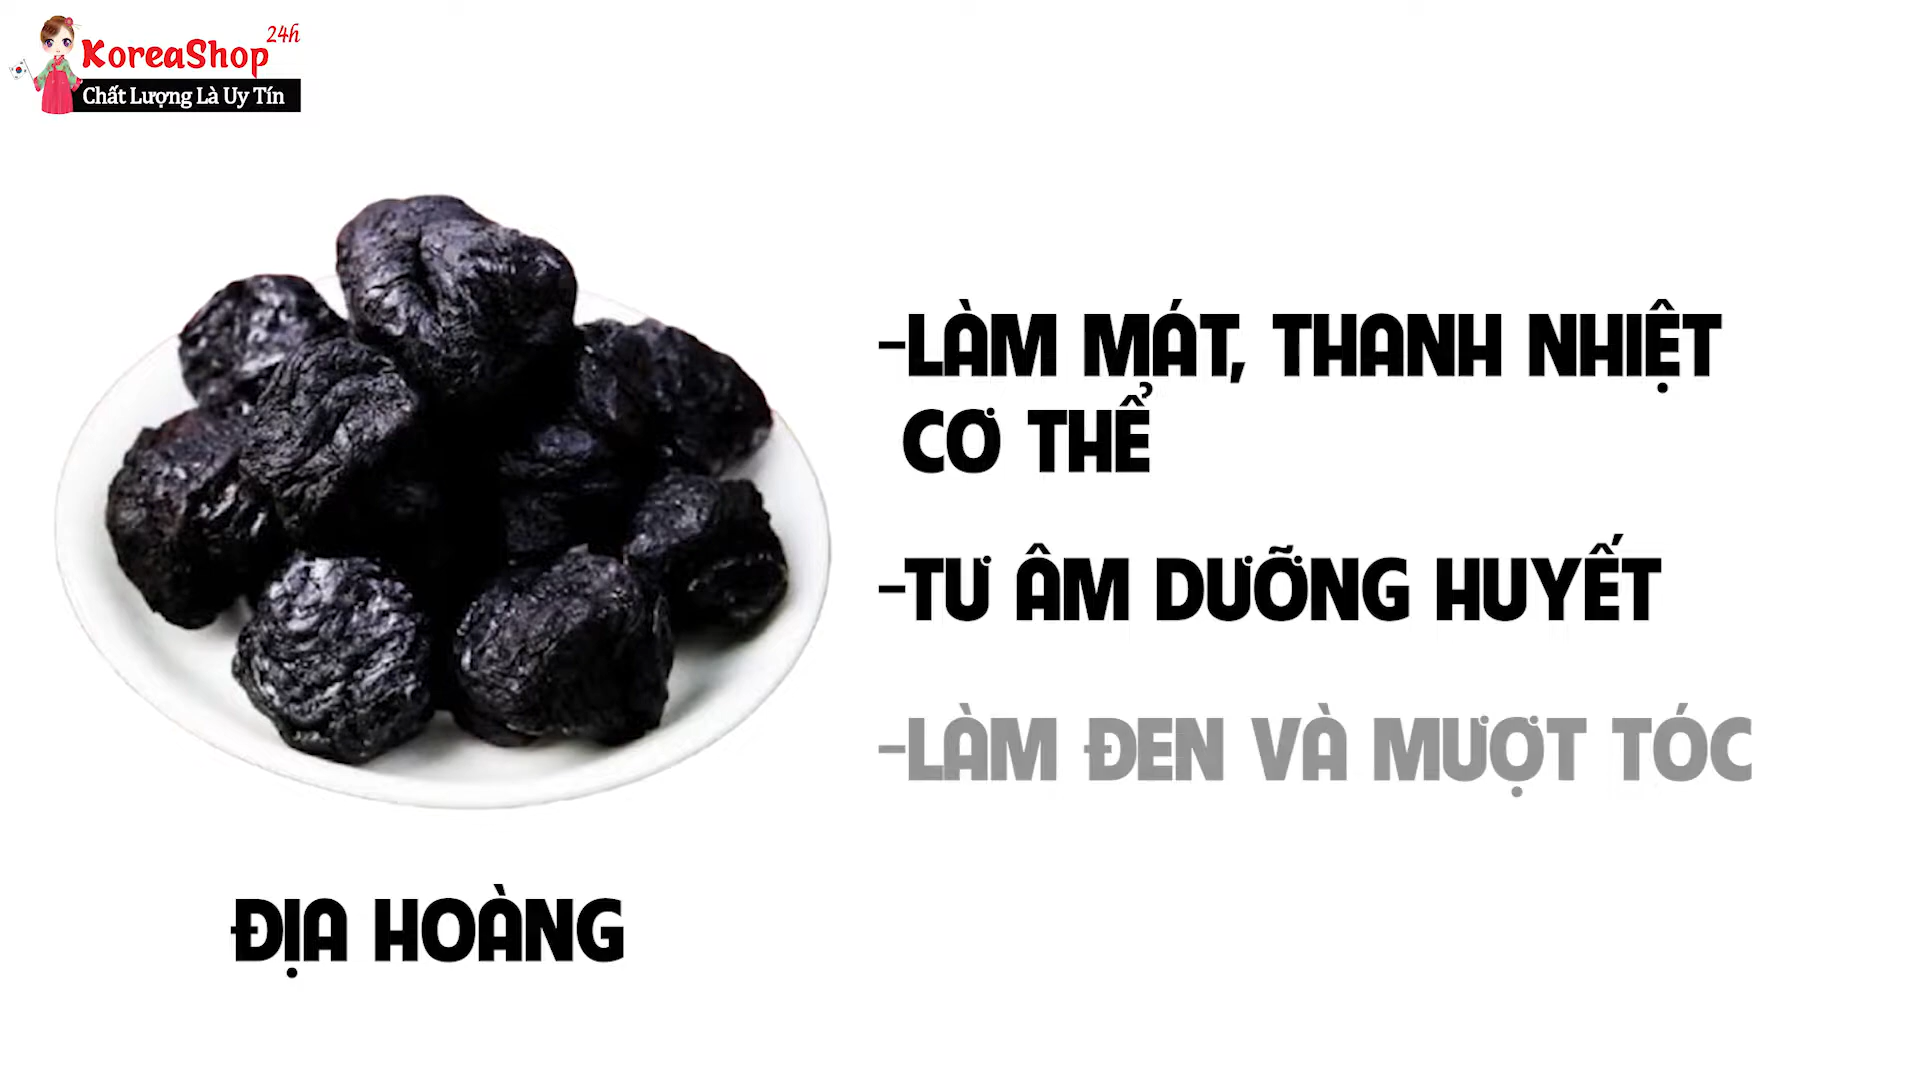 KoreaShop 24h
Chất Lượng Là Uy Tín
-LÀM MÁT, THANH NHIỆT
CƠ THỂ
-TƯ ÂM DƯỠNG HUYẾT
-LÀM ĐEN VÀ MƯỢT TÓC
ĐỊA HOÀNG